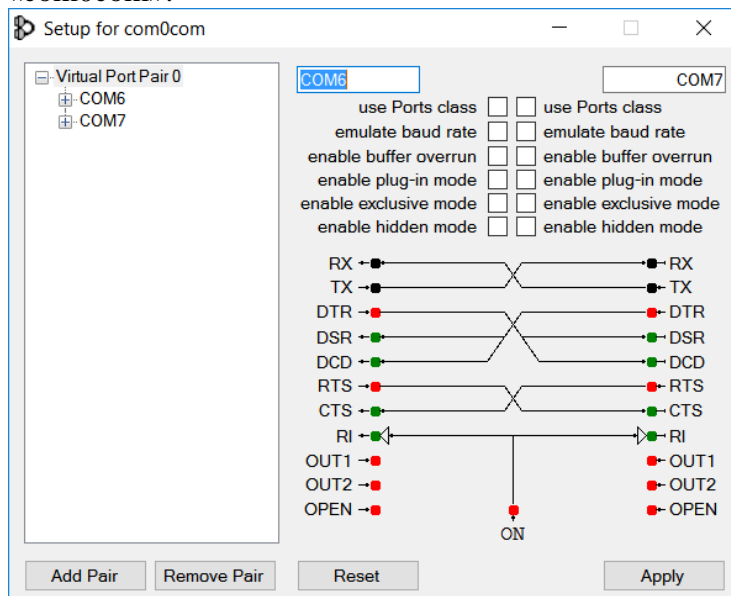 Setup for com0com
Virtual Port Pair 0
COM6
COM7
COM6 COM7
use Ports class use Ports class
emulate baud rate emulate baud rate
enable buffer overrun enable buffer overrun
enable plug-in mode enable plug-in mode
enable exclusive mode enable exclusive mode
enable hidden mode enable hidden mode
RX RX
TX TX
DTR DTR
DSR DSR
DCD DCD
RTS RTS
CTS CTS
RI RI
OUT1 OUT1
OUT2 OUT2
OPEN OPEN
ON
Add Pair Remove Pair Reset Apply